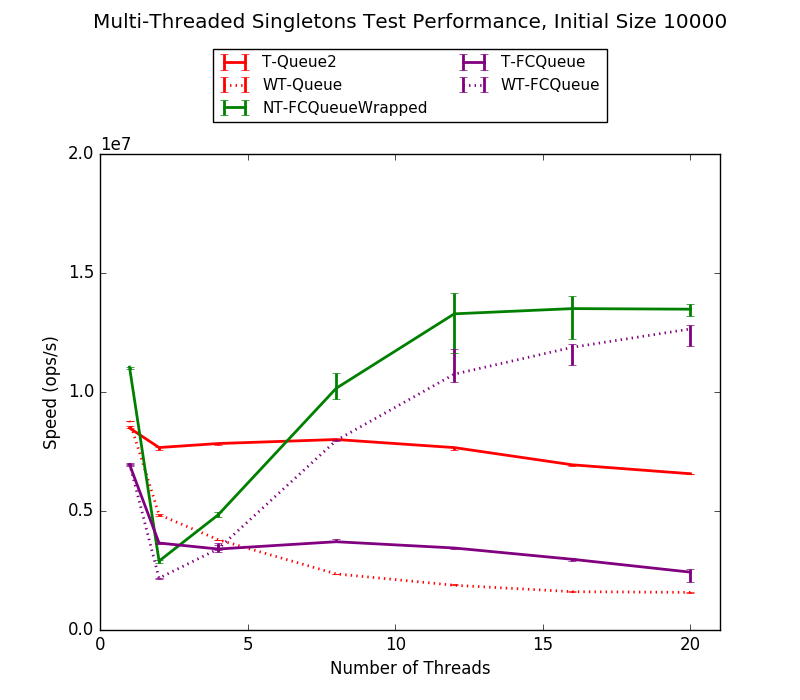 Multi-Threaded Singletons Test Performance, Initial Size 10000
T-Queue2
WT-Queue
NT-FCQueueWrapped
T-FCQueue
WT-FCQueue
1e7
2.0
1.5
1.0
0.5
0.0
Speed (ops/s)
0 5 10 15 20
Number of Threads